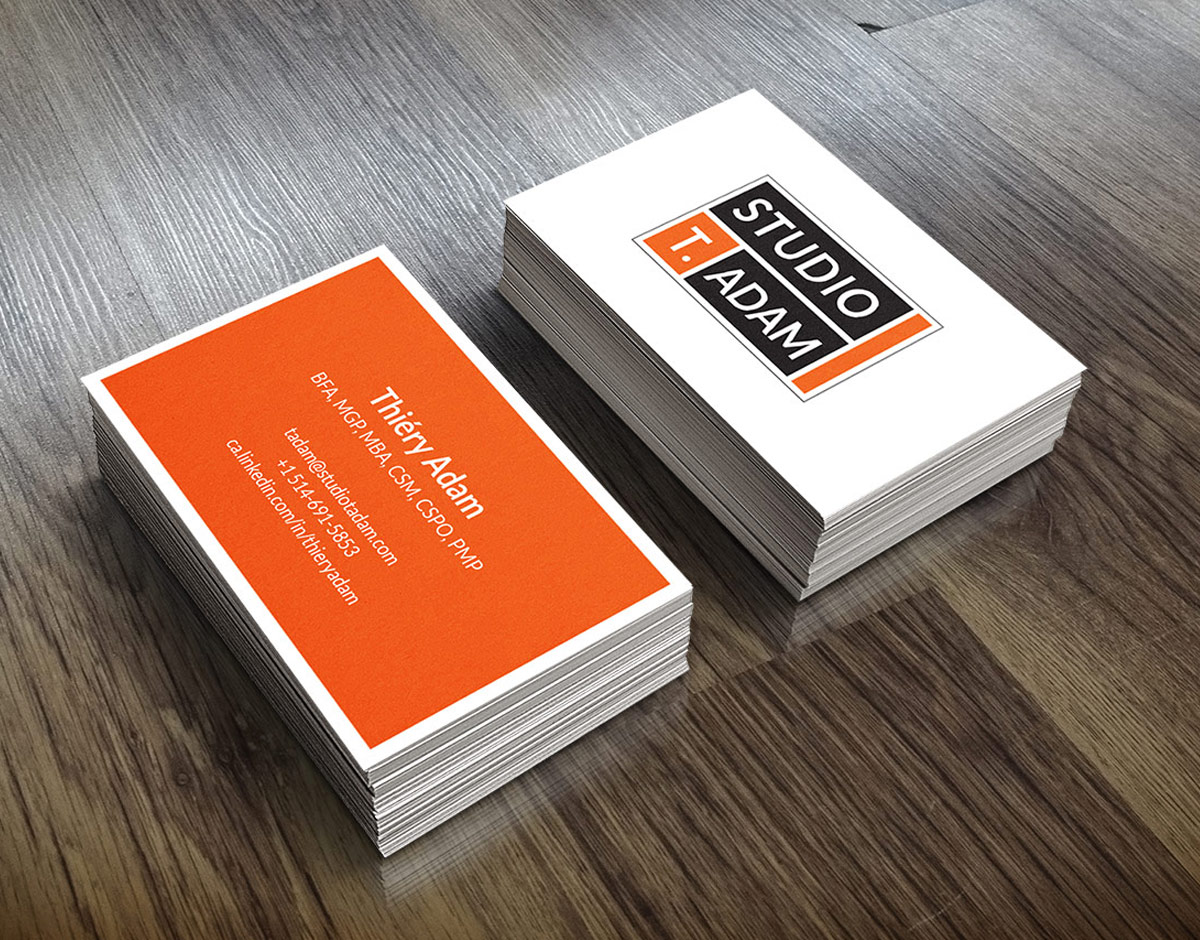 Thiéry Adam
BFA, MGP, MBA, CSM, CSPO, PMP
tadam@studiotadam.com
+1 514-691-5853
ca.linkedin.com/in/thieryadam
STUDIO
T. ADAM